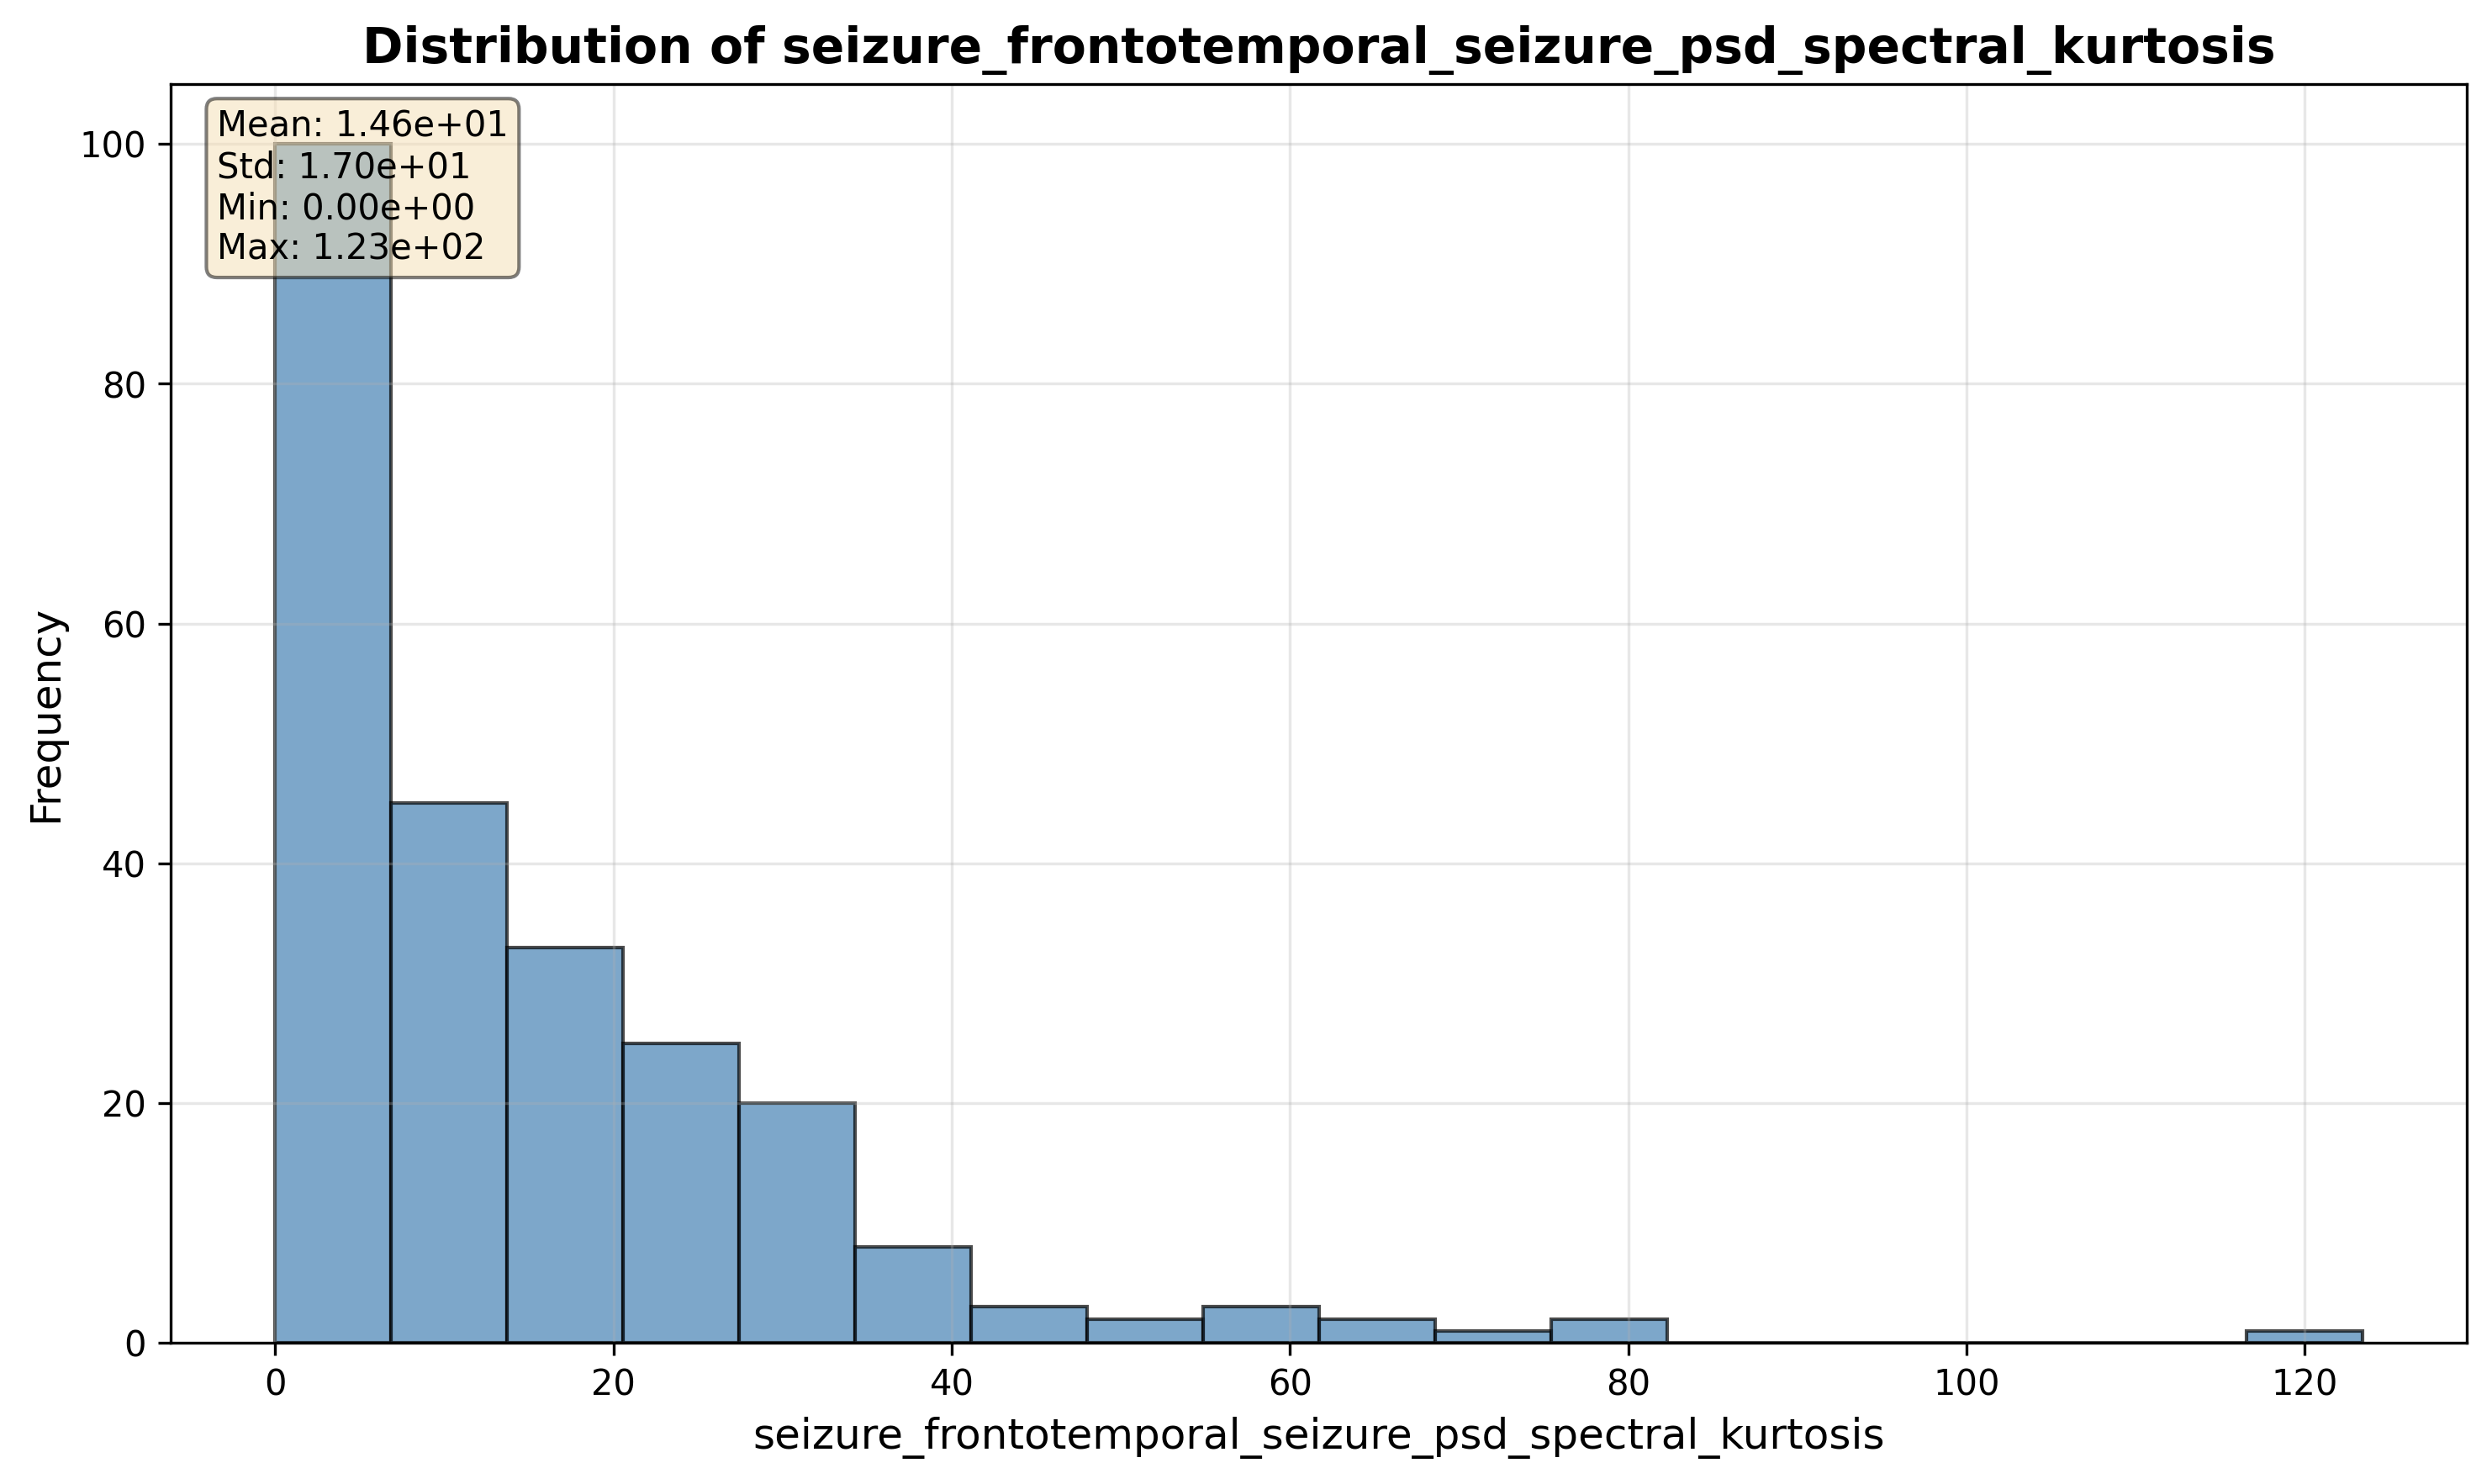 Distribution of seizure_frontotemporal_seizure_psd_spectral_kurtosis
Mean: 1.46e+01
Std: 1.70e+01
Min: 0.00e+00
Max: 1.23e+02
Frequency
100
80
60
40
20
0
0 20 40 60 80 100 120
seizure_frontotemporal_seizure_psd_spectral_kurtosis